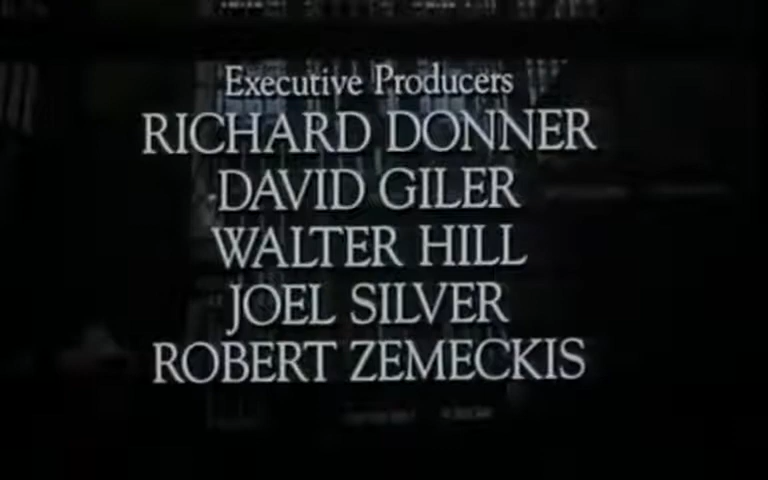 Executive Producers
RICHARD DONNER
DAVID GILER
WALTER HILL
JOEL SILVER
ROBERT ZEMECKIS